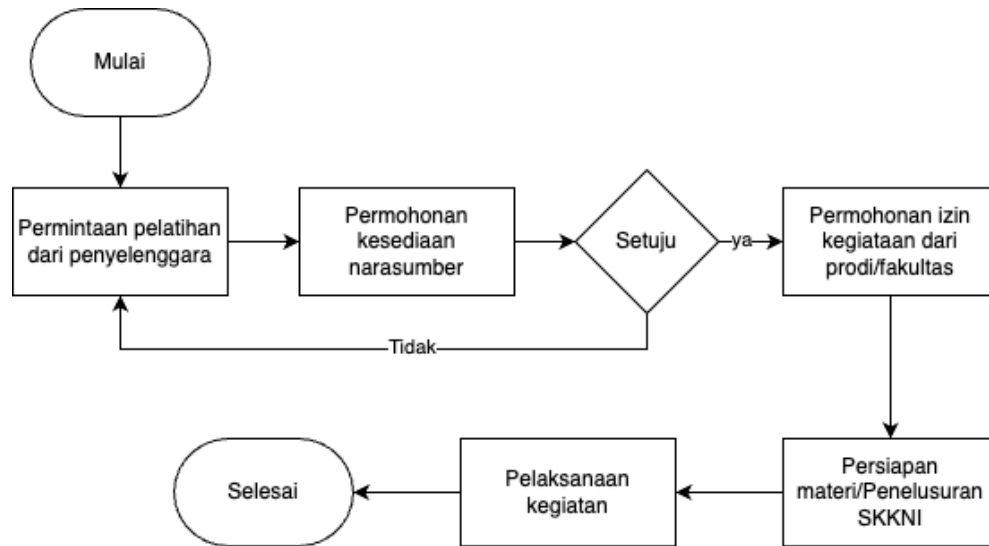 Mulai
Permintaan pelatihan
dari penyelenggara
Permohonan
kesediaan
narasumber
Setuju
ya
Permohonan izin
kegiataan dari
prodi/fakultas
Tidak
Persiapan
materi/Penelusuran
SKKNI
Pelaksanaan
kegiatan
Selesai